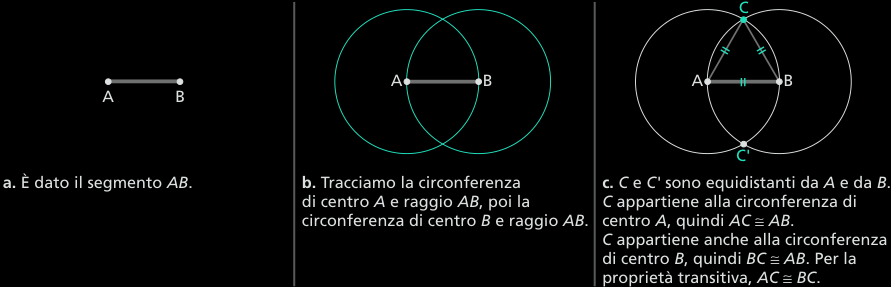 A
B
a. È dato il segmento AB.
A
B
b. Tracciamo la circonferenza
di centro A e raggio AB, poi la
circonferenza di centro B e raggio AB.
C
A
B
C'
c. C e C' sono equidistanti da A e da B.
C appartiene alla circonferenza di
centro A, quindi AC ≅ AB.
C appartiene anche alla circonferenza
di centro B, quindi BC ≅ AB. Per la
proprietà transitiva, AC ≅ BC.